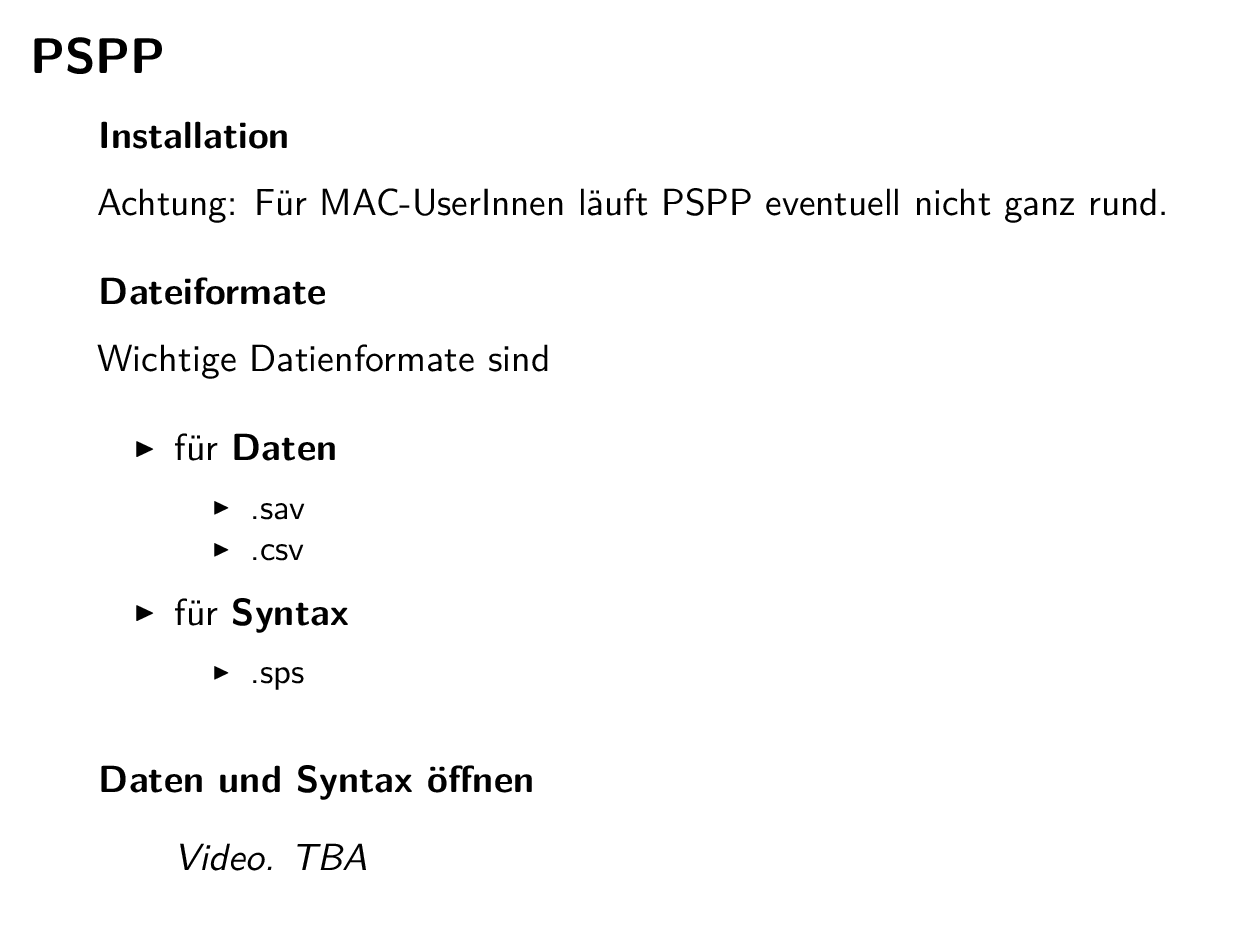 PSPP
Installation
Achtung: Für MAC-UserInnen läuft PSPP eventuell nicht ganz rund.
Dateiformate
Wichtige Datienformate sind
▶ für Daten
▶ .sav
▶ .csv
▶ für Syntax
▶ .sps
Daten und Syntax öffnen
Video. TBA